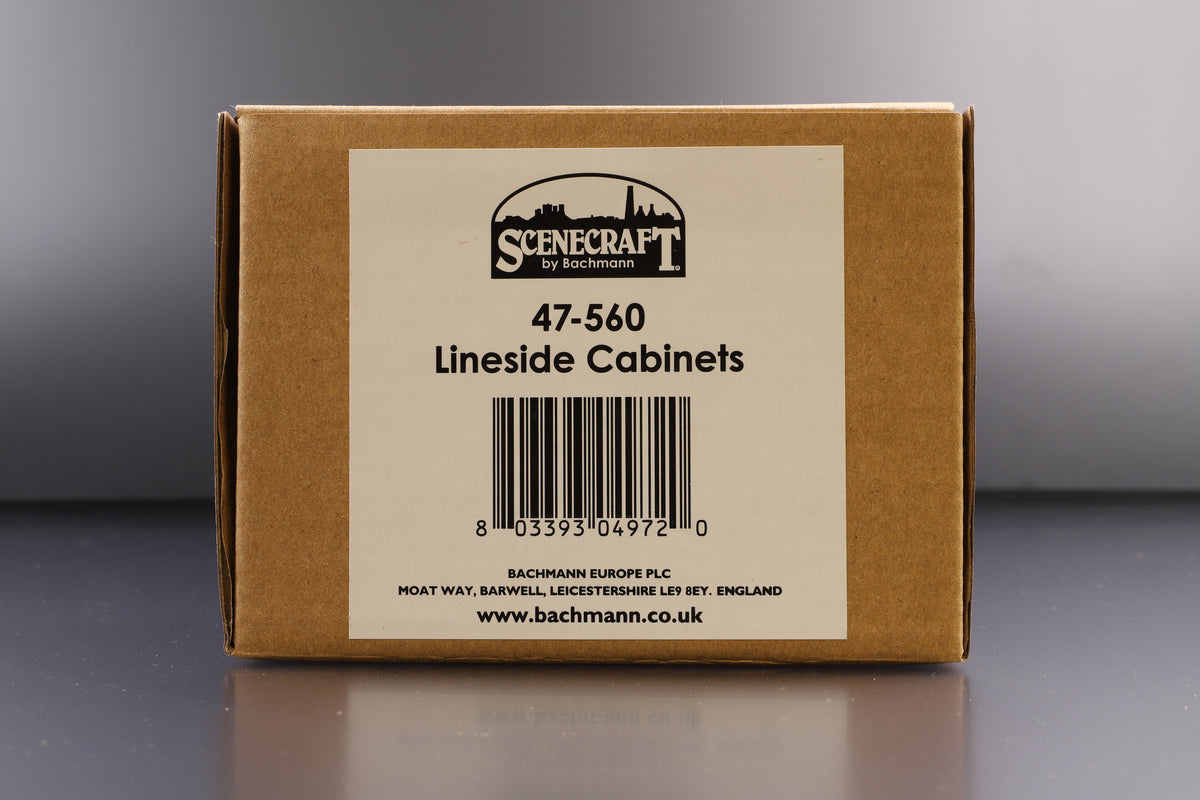 SCENECRAFT
by Bachmann
47-560
Lineside Cabinets
8 03393 04972 0
BACHMANN EUROPE PLC
MOAT WAY, BARWELL, LEICESTERSHIRE LE9 8EY. ENGLAND
www.bachmann.co.uk